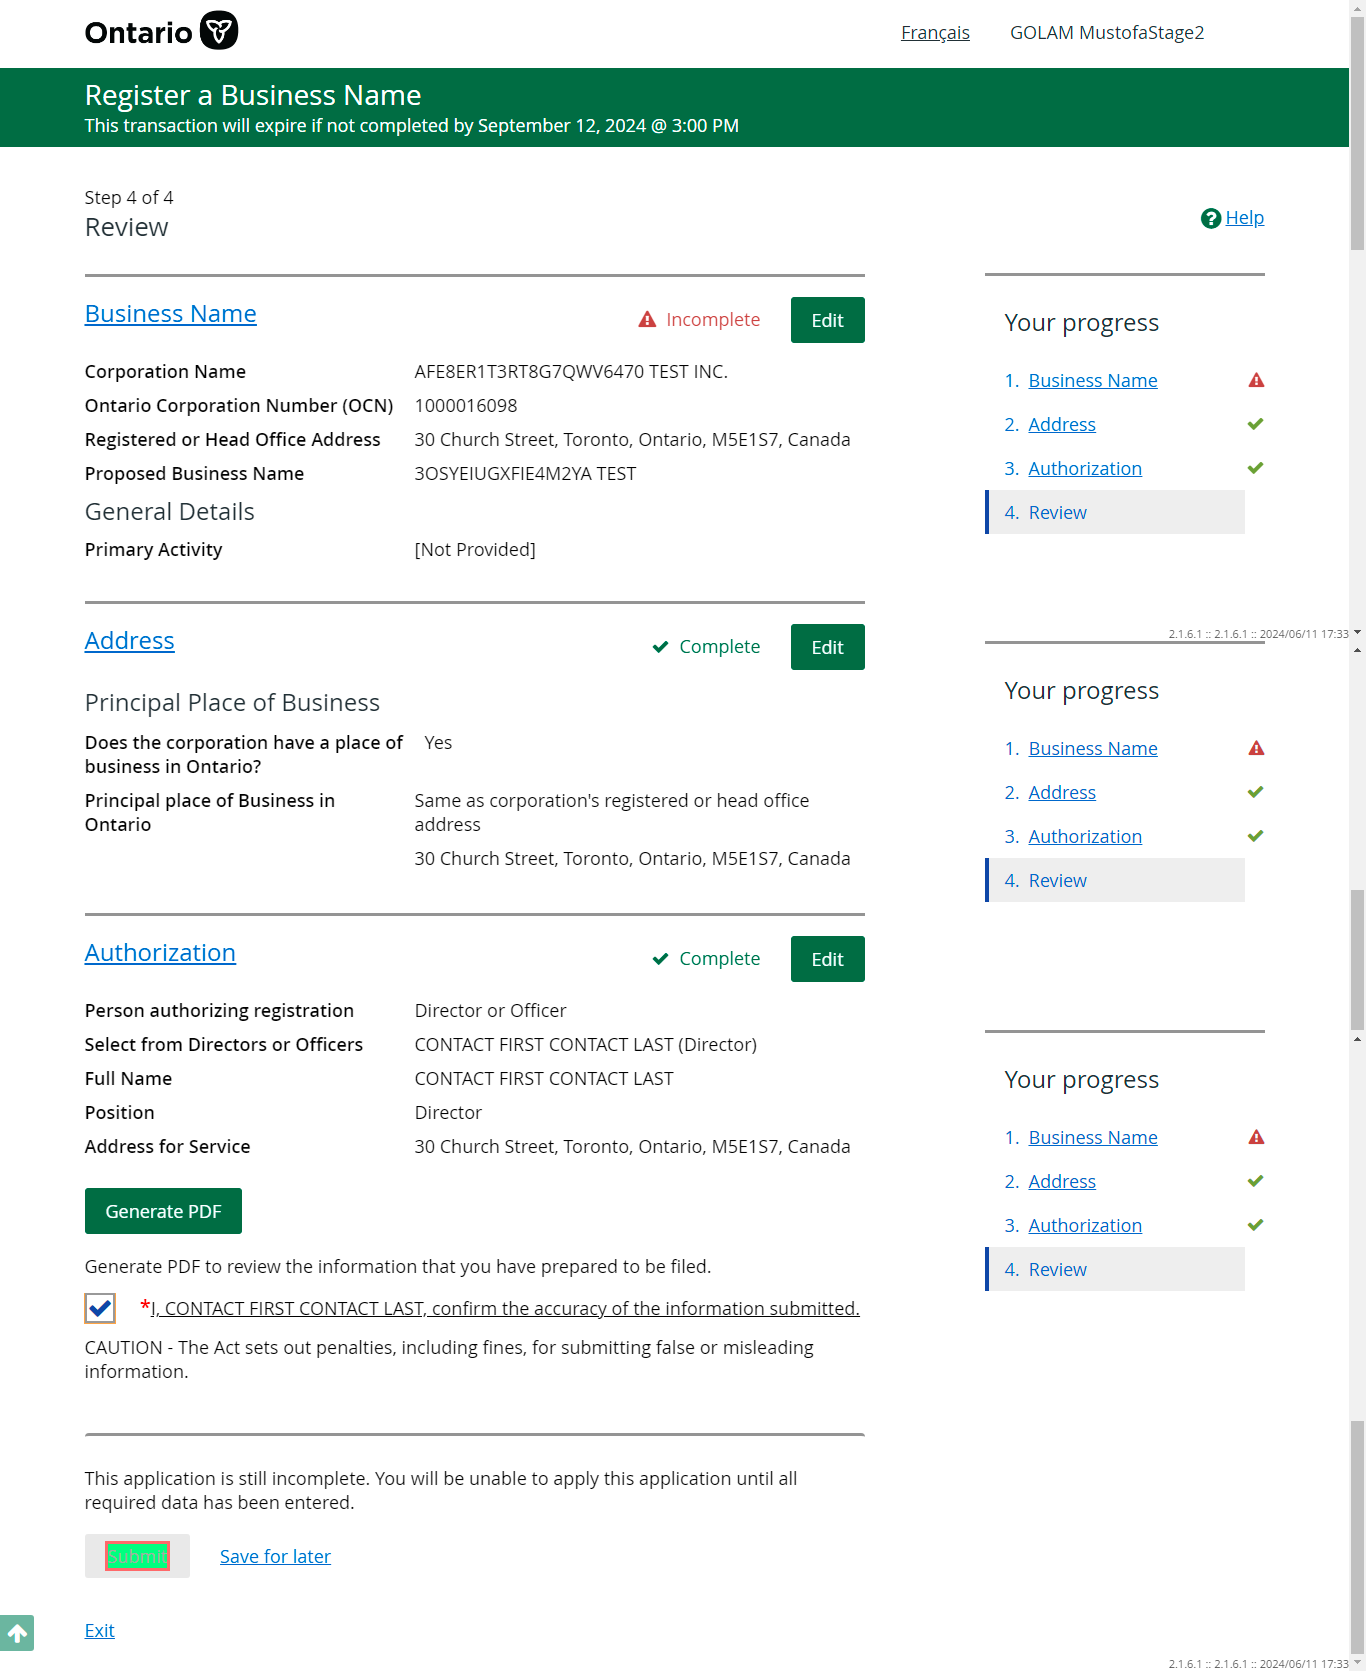 Ontario
Français GOLAM MustofaStage2
Register a Business Name
This transaction will expire if not completed by September 12, 2024 @ 3:00 PM
Step 4 of 4
Review
Help
Business Name Incomplete Edit
Corporation Name AFE8ER1T3RT8G7QWV6470 TEST INC.
Ontario Corporation Number (OCN) 1000016098
Registered or Head Office Address 30 Church Street, Toronto, Ontario, M5E1S7, Canada
Proposed Business Name 3OSYEIUGXFIE4M2YA TEST
General Details
Primary Activity [Not Provided]
Your progress
1. Business Name
2. Address
3. Authorization
4. Review
2.1.6.1 :: 2.1.6.1 :: 2024/06/11 17:33
Address Complete Edit
Principal Place of Business
Does the corporation have a place of Yes
business in Ontario?
Principal place of Business in Same as corporation's registered or head office
Ontario address
30 Church Street, Toronto, Ontario, M5E1S7, Canada
Your progress
1. Business Name
2. Address
3. Authorization
4. Review
Authorization Complete Edit
Person authorizing registration Director or Officer
Select from Directors or Officers CONTACT FIRST CONTACT LAST (Director)
Full Name CONTACT FIRST CONTACT LAST
Position Director
Address for Service 30 Church Street, Toronto, Ontario, M5E1S7, Canada
Your progress
1. Business Name
2. Address
3. Authorization
4. Review
Generate PDF
Generate PDF to review the information that you have prepared to be filed.
*I, CONTACT FIRST CONTACT LAST, confirm the accuracy of the information submitted.
CAUTION - The Act sets out penalties, including fines, for submitting false or misleading
information.
This application is still incomplete. You will be unable to apply this application until all
required data has been entered.
Submit Save for later
Exit
2.1.6.1 :: 2.1.6.1 :: 2024/06/11 17:33